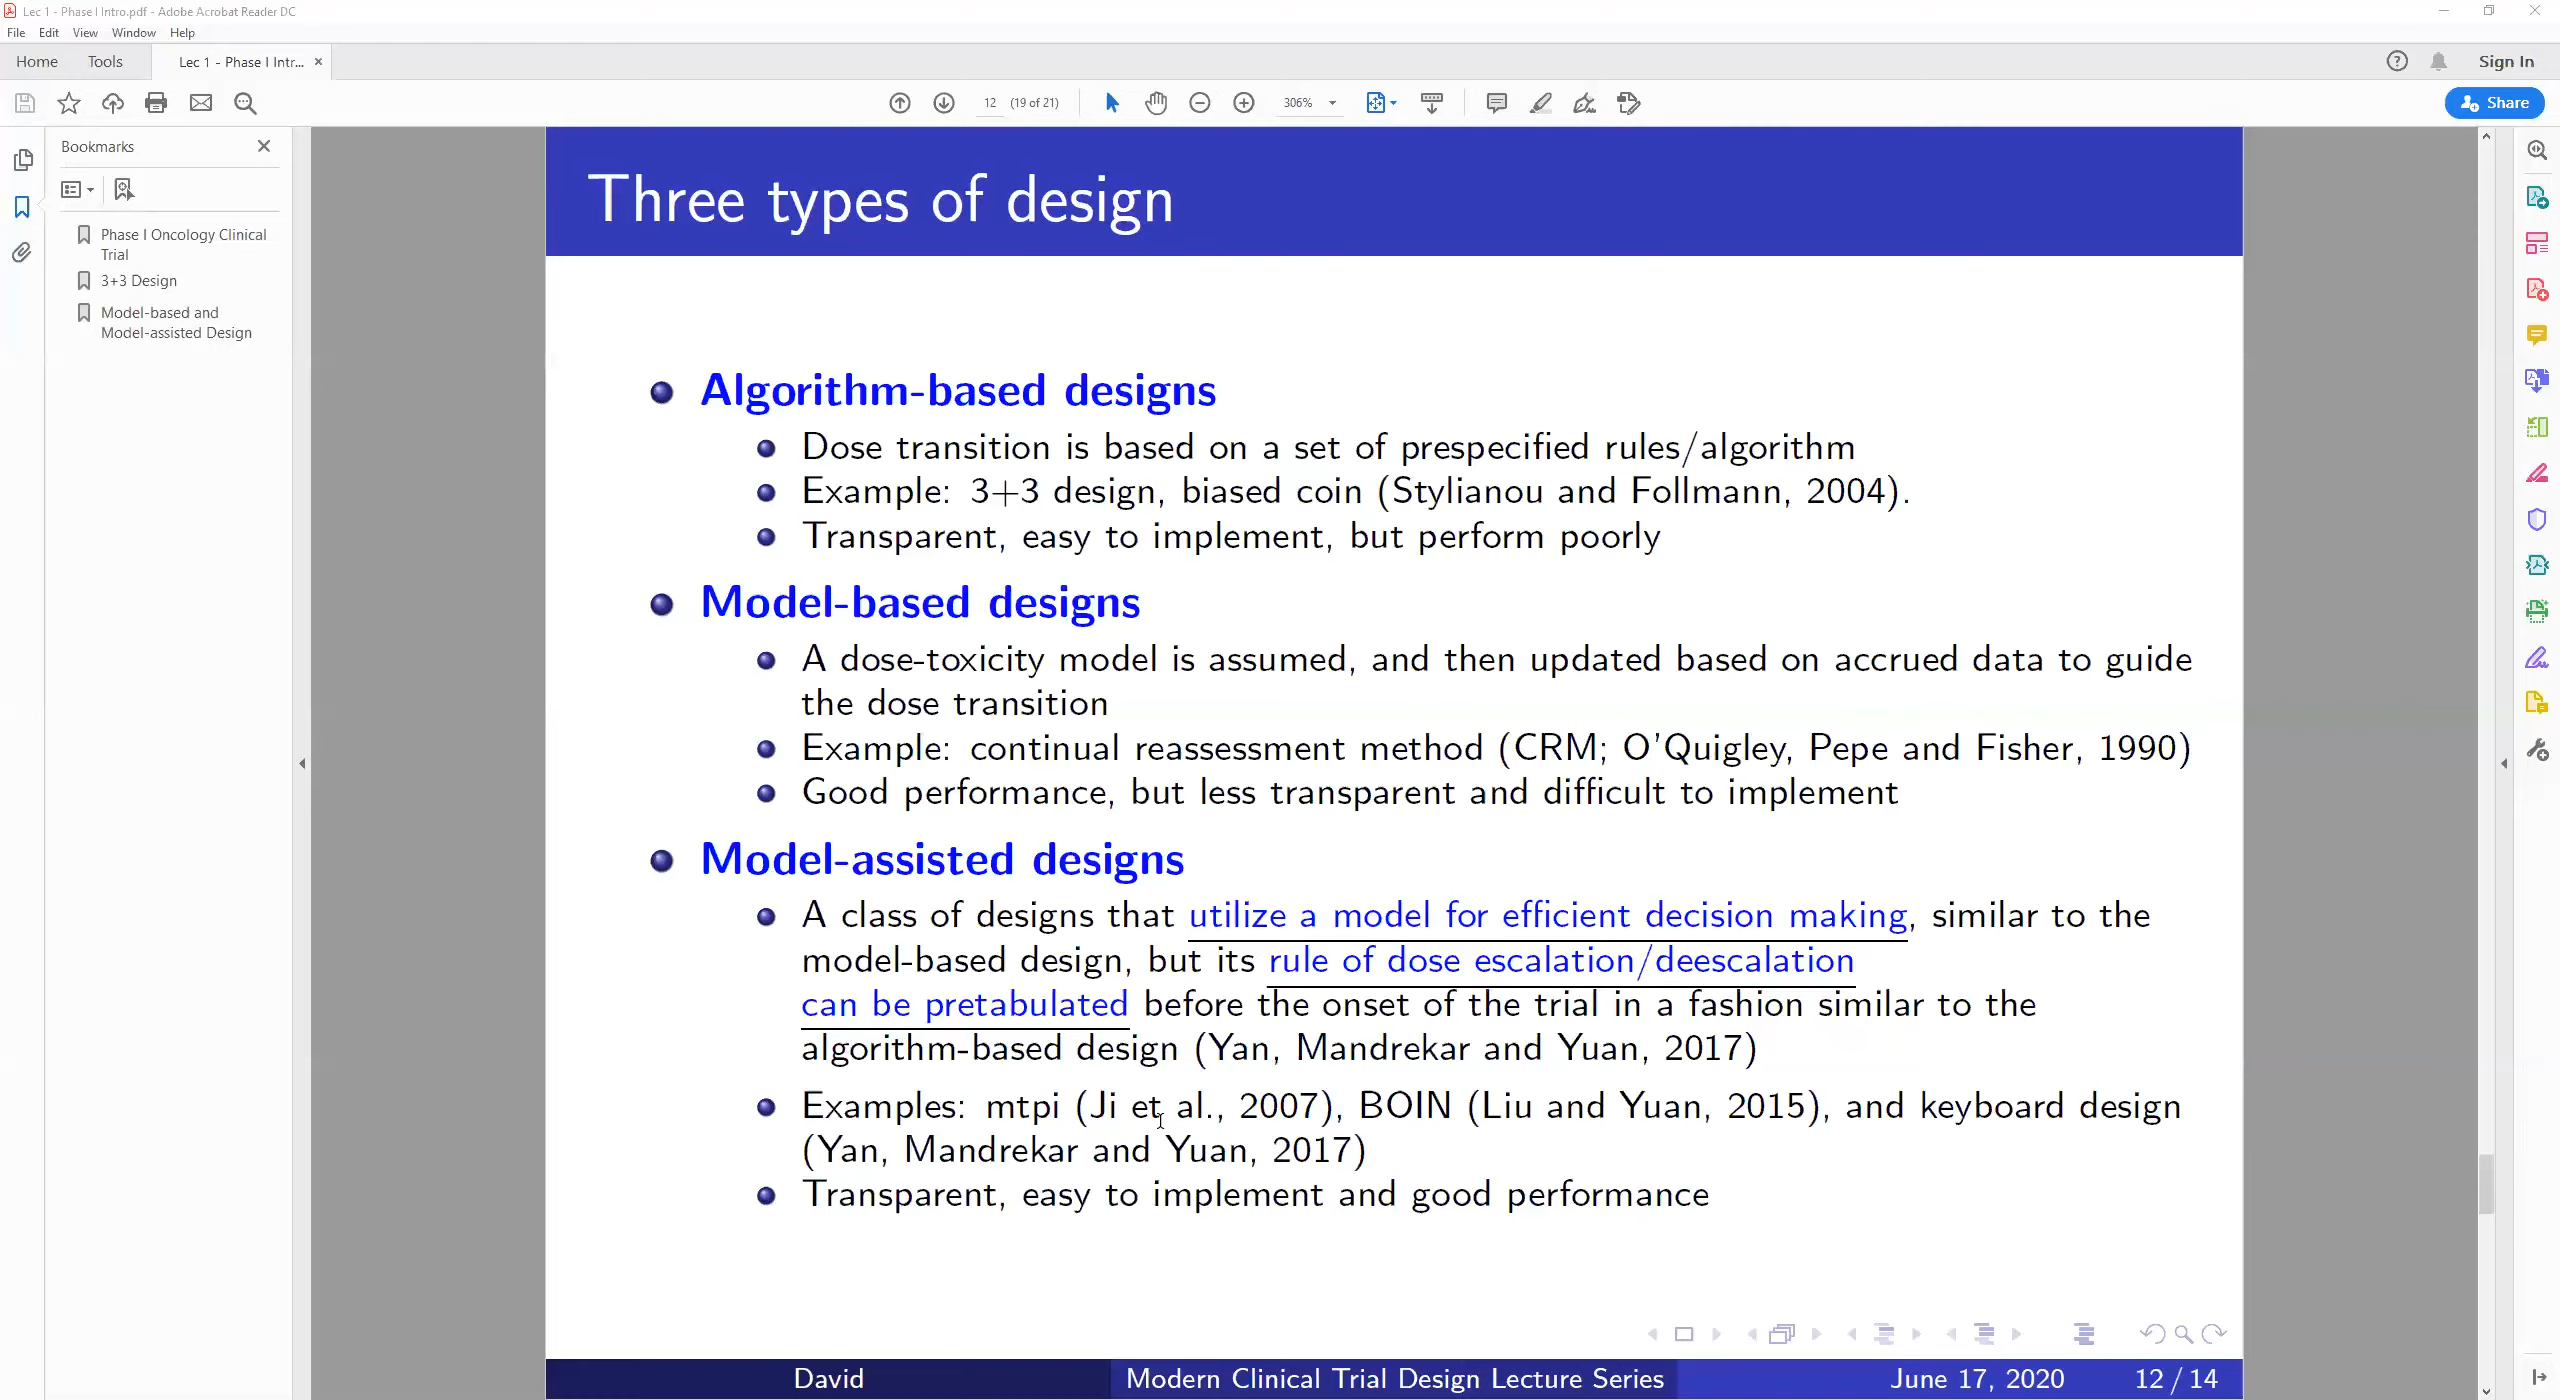 Lec 1 - Phase I Intro.pdf - Adobe Acrobat Reader DC
File Edit View Window Help
Home Tools Lec 1 - Phase I Intr... × Sign In
12 (19 of 21) 306% Share
Bookmarks
Phase I Oncology Clinical
Trial
3+3 Design
Model-based and
Model-assisted Design
Three types of design
Algorithm-based designs
Dose transition is based on a set of prespecified rules/algorithm
Example: 3+3 design, biased coin (Stylianou and Follmann, 2004).
Transparent, easy to implement, but perform poorly
Model-based designs
A dose-toxicity model is assumed, and then updated based on accrued data to guide
the dose transition
Example: continual reassessment method (CRM; O'Quigley, Pepe and Fisher, 1990)
Good performance, but less transparent and difficult to implement
Model-assisted designs
A class of designs that utilize a model for efficient decision making, similar to the
model-based design, but its rule of dose escalation/deescalation
can be pretabulated before the onset of the trial in a fashion similar to the
algorithm-based design (Yan, Mandrekar and Yuan, 2017)
Examples: mtpi (Ji et al., 2007), BOIN (Liu and Yuan, 2015), and keyboard design
(Yan, Mandrekar and Yuan, 2017)
Transparent, easy to implement and good performance
David Modern Clinical Trial Design Lecture Series June 17, 2020 12 / 14